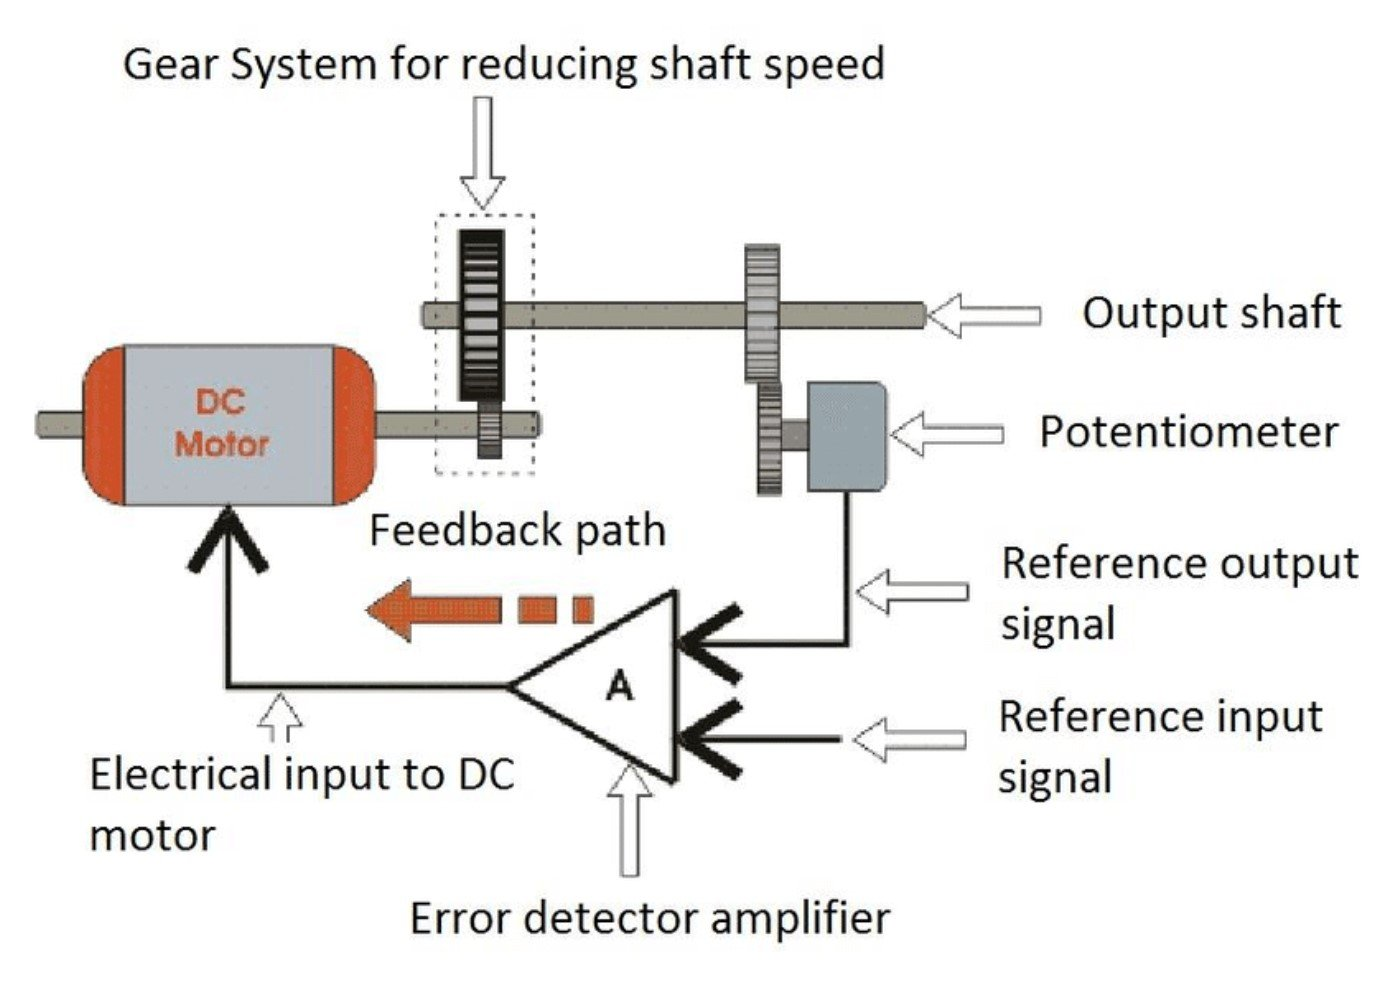 Gear System for reducing shaft speed
Output shaft
DC
Motor
Potentiometer
Feedback path
Reference output
signal
A
Reference input
signal
Electrical input to DC
motor
Error detector amplifier